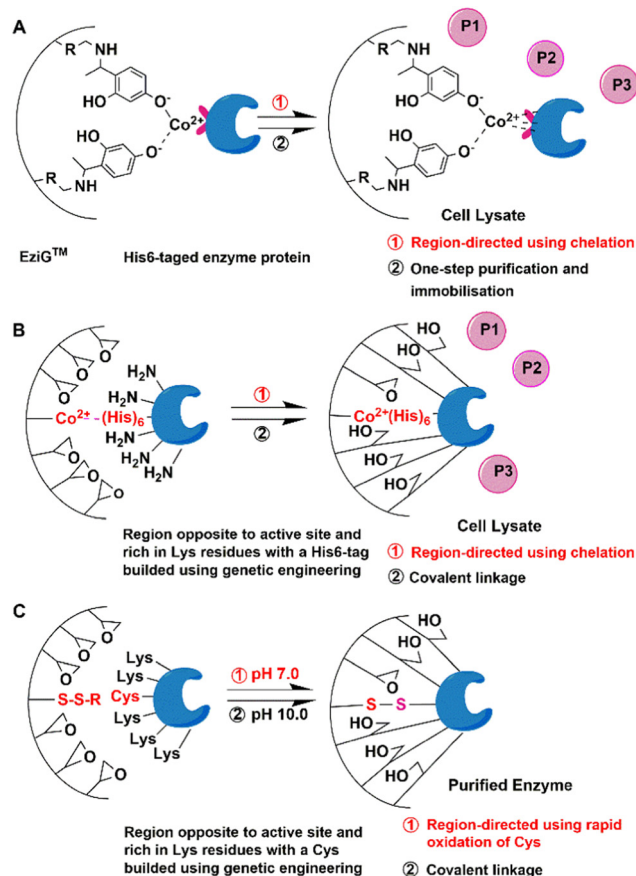 A
R
NH
HO
O-
Co2+
HO
O-
R
NH
①
②
R
NH
HO
O-
Co2+
HO
O-
R
NH
P1
P2
P3
EziG™
His6-taged enzyme protein
Cell Lysate
① Region-directed using chelation
② One-step purification and
immobilisation
B
O
O
O
H2N
H2N
Co2+
(His)6
H2N
H2N
H2N
O
O
O
①
②
HO
HO
O
Co2+(His)6
HO
HO
HO
P1
P2
P3
Region opposite to active site and
rich in Lys residues with a His6-tag
builded using genetic engineering
Cell Lysate
① Region-directed using chelation
② Covalent linkage
C
O
O
O
Lys
Lys
S-S-R
Cys
Lys
Lys
Lys
O
O
O
① pH 7.0
② pH 10.0
HO
HO
O
S S
HO
HO
HO
Purified Enzyme
Region opposite to active site and
rich in Lys residues with a Cys
builded using genetic engineering
① Region-directed using rapid
oxidation of Cys
② Covalent linkage